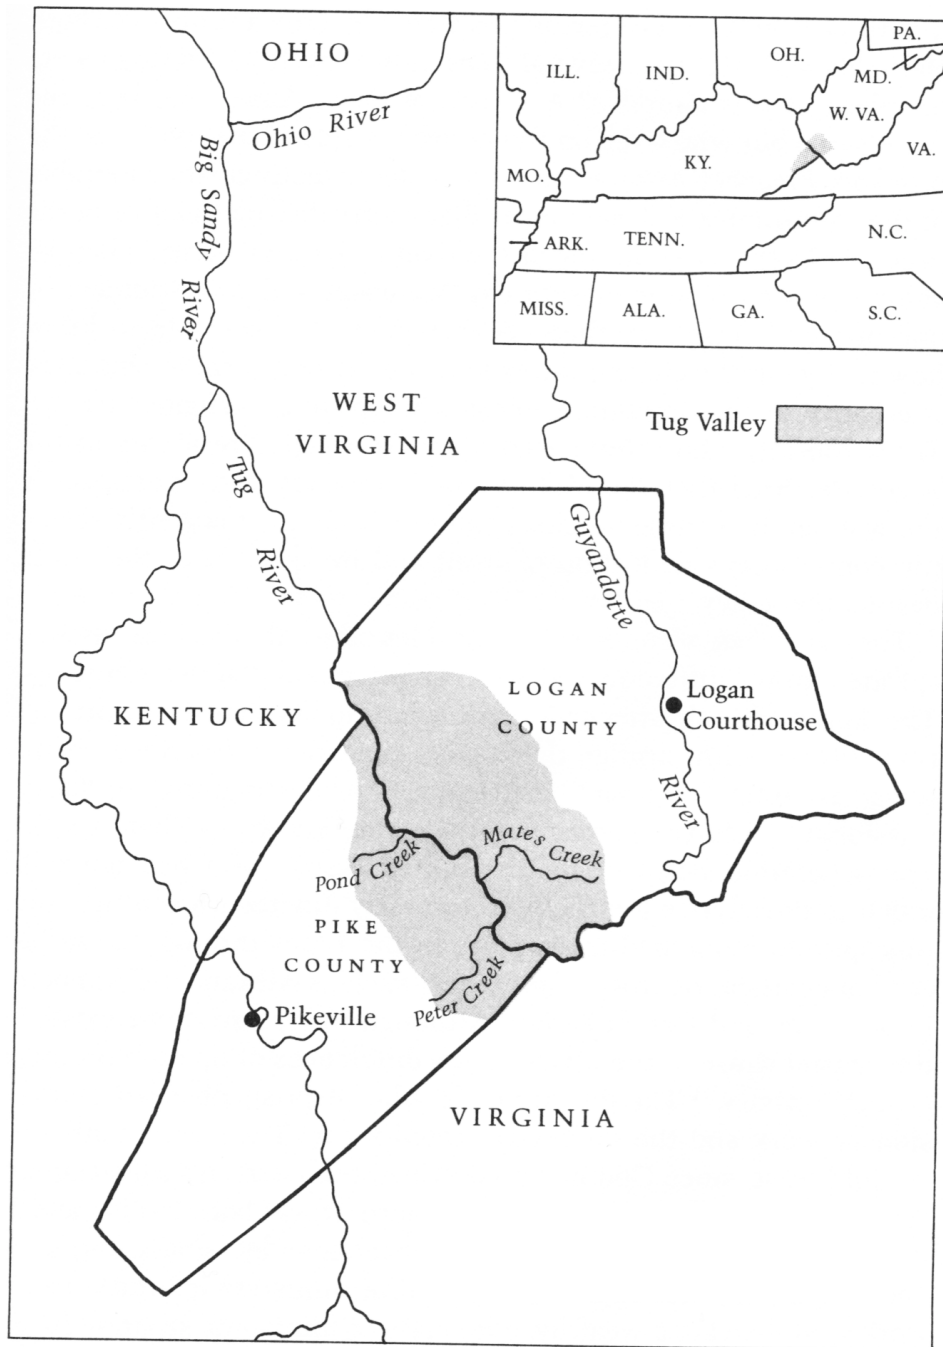 OHIO
Ohio River
Big Sandy
River
PA.
OH.
ILL.
IND.
MD.
W. VA.
VA.
KY.
MO.
N.C.
ARK.
TENN.
MISS.
ALA.
GA.
S.C.
WEST
VIRGINIA
Tug Valley
Tug
River
Guyandotte
River
LOGAN
COUNTY
Logan
Courthouse
KENTUCKY
Mates Creek
Pond Creek
PIKE
COUNTY
Peter Creek
Pikeville
VIRGINIA